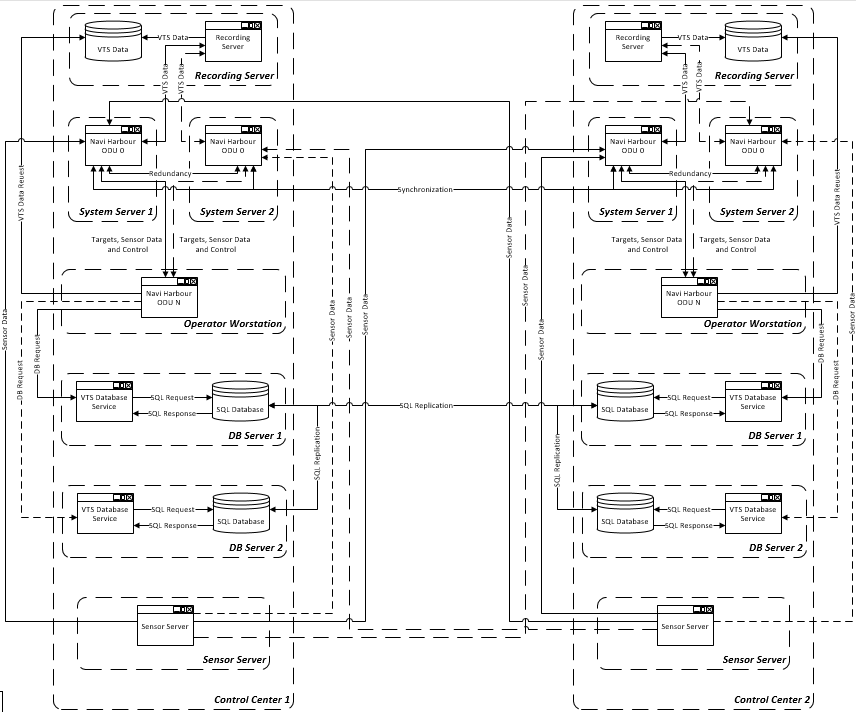 VTS Data
VTS Data
Recording
Server
Recording Server
VTS Data
VTS Data
Navi Harbour
ODU 0
Navi Harbour
ODU 0
Redundancy
System Server 1
System Server 2
VTS Data Reuest
Targets, Sensor Data
and Control
Targets, Sensor Data
and Control
Navi Harbour
ODU N
Operator Worstation
Sensor Data
DB Request
DB Request
Sensor Data
Sensor Data
Sensor Data
VTS Database
Service
SQL Request
SQL Response
SQL Database
DB Server 1
SQL Replication
VTS Database
Service
SQL Request
SQL Response
SQL Database
DB Server 2
Sensor Server
Sensor Server
Control Center 1
Synchronization
SQL Replication
Sensor Data
Sensor Data
Recording
Server
VTS Data
VTS Data
Recording Server
VTS Data
VTS Data
Navi Harbour
ODU 0
Navi Harbour
ODU 0
Redundancy
System Server 1
System Server 2
VTS Data Reuest
Targets, Sensor Data
and Control
Targets, Sensor Data
and Control
Navi Harbour
ODU N
Operator Worstation
Sensor Data
DB Request
DB Request
SQL Database
SQL Request
SQL Response
VTS Database
Service
DB Server 1
SQL Replication
SQL Database
SQL Request
SQL Response
VTS Database
Service
DB Server 2
Sensor Server
Sensor Server
Control Center 2